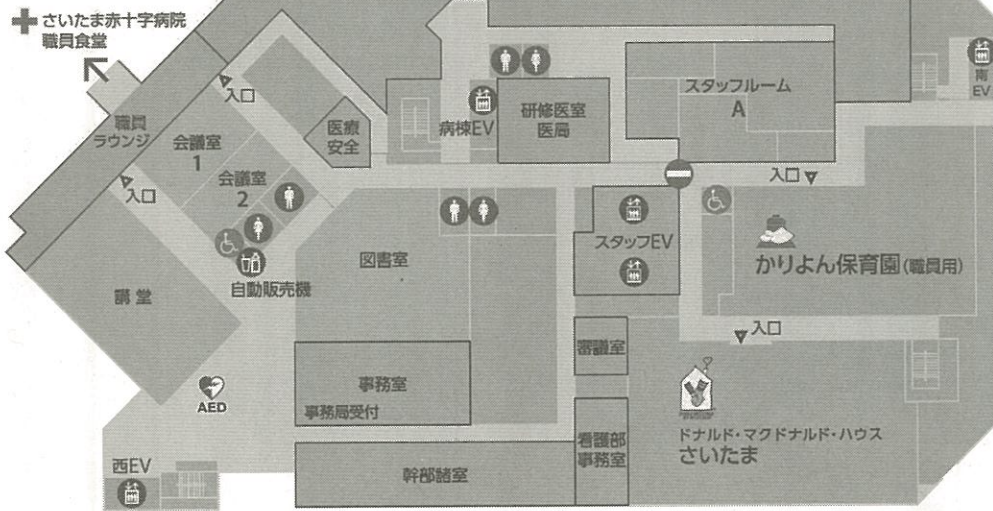 さいたま赤十字病院
職員食堂
入口
職員
ラウンジ
会議室
1
医療
安全
病棟EV
研修医室
医局
スタッフルーム
A
南
EV
入口
会議室
2
入口
図書室
スタッフEV
かりよん保育園(職員用)
自動販売機
講堂
入口
審議室
事務室
事務局受付
AED
ドナルド・マクドナルド・ハウス
さいたま
看護部
事務室
西EV
幹部諸室